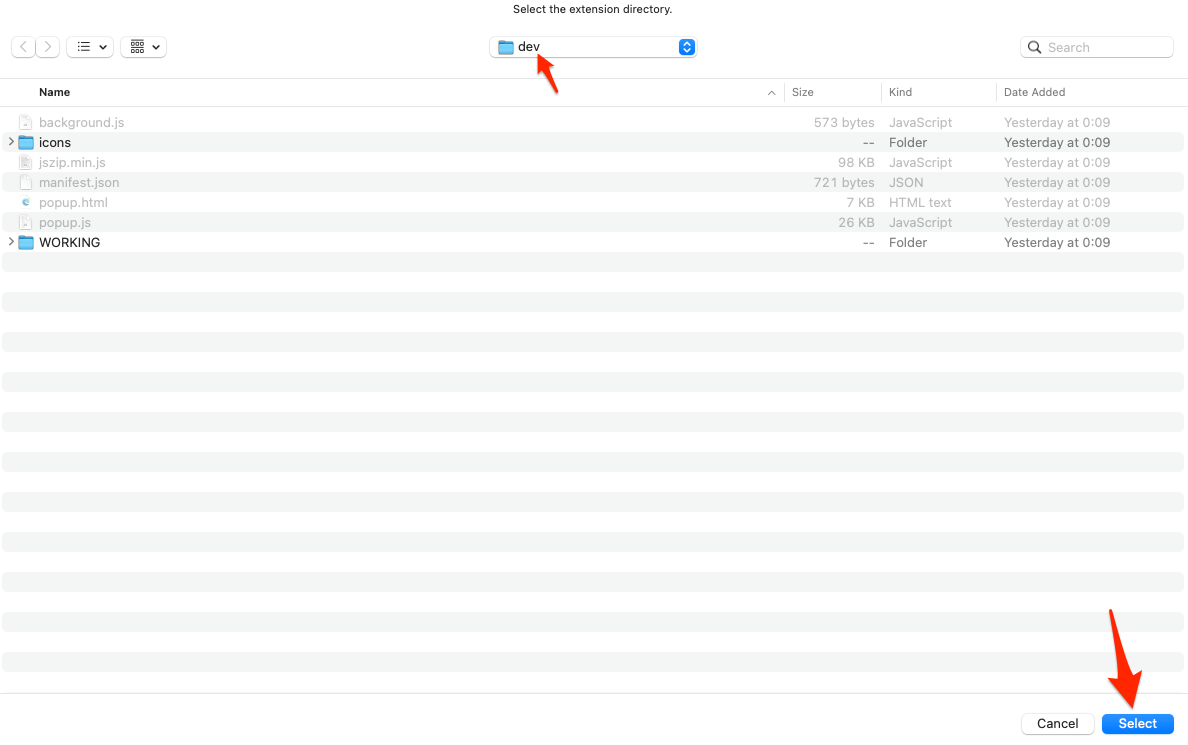 Select the extension directory.
dev
Search
Name Size Kind Date Added
background.js 573 bytes JavaScript Yesterday at 0:09
icons -- Folder Yesterday at 0:09
jszip.min.js 98 KB JavaScript Yesterday at 0:09
manifest.json 721 bytes JSON Yesterday at 0:09
popup.html 7 KB HTML text Yesterday at 0:09
popup.js 26 KB JavaScript Yesterday at 0:09
WORKING -- Folder Yesterday at 0:09
Cancel Select